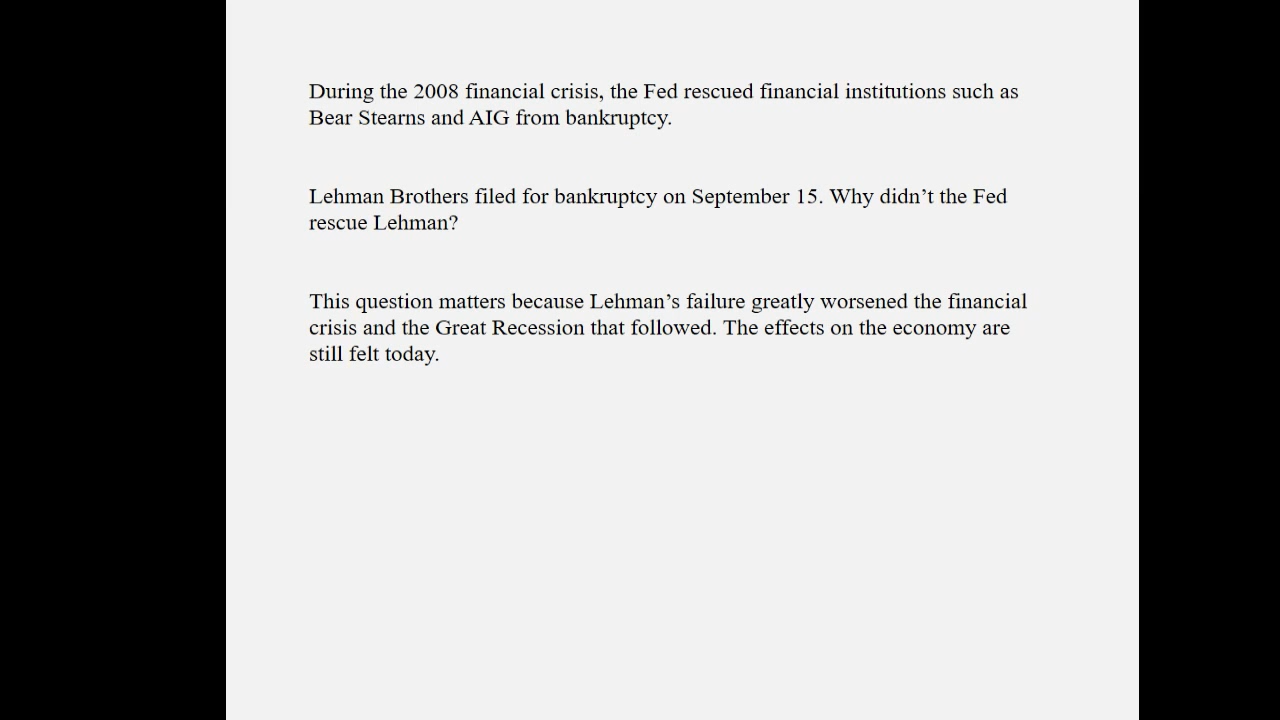 During the 2008 financial crisis, the Fed rescued financial institutions such as
Bear Stearns and AIG from bankruptcy.
Lehman Brothers filed for bankruptcy on September 15. Why didn’t the Fed
rescue Lehman?
This question matters because Lehman’s failure greatly worsened the financial
crisis and the Great Recession that followed. The effects on the economy are
still felt today.